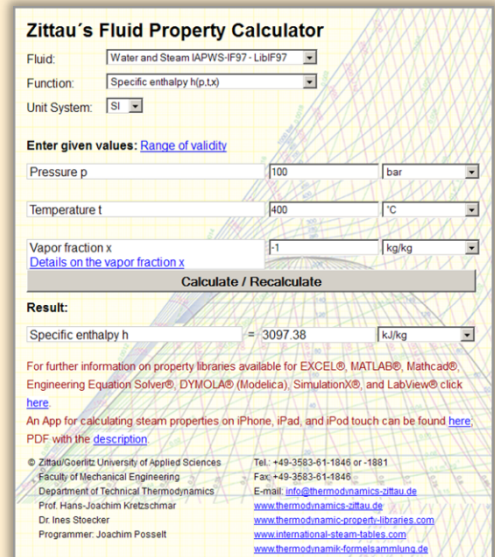 Zittau´s Fluid Property Calculator
Fluid: Water and Steam IAPWS-IF97 - LibIF97
Function: Specific enthalpy h(p,t,x)
Unit System: SI
Enter given values: Range of validity
Pressure p 100 bar
Temperature t 400 °C
Vapor fraction x -1 kg/kg
Details on the vapor fraction x
Calculate / Recalculate
Result:
Specific enthalpy h = 3097.38 kJ/kg
For further information on property libraries available for EXCEL®, MATLAB®, Mathcad®,
Engineering Equation Solver®, DYMOLA® (Modelica), SimulationX®, and LabView® click
here.
An App for calculating steam properties on iPhone, iPad, and iPod touch can be found here,
PDF with the description.
© Zittau/Goerlitz University of Applied Sciences Tel.: +49-3583-61-1846 or -1881
Faculty of Mechanical Engineering Fax: +49-3583-61-1846
Department of Technical Thermodynamics E-mail: info@thermodynamics-zittau.de
Prof. Hans-Joachim Kretzschmar www.thermodynamics-zittau.de
Dr. Ines Stoecker www.thermodynamic-property-libraries.com
Programmer: Joachim Posselt www.international-steam-tables.com
www.thermodynamik-formelsammlung.de